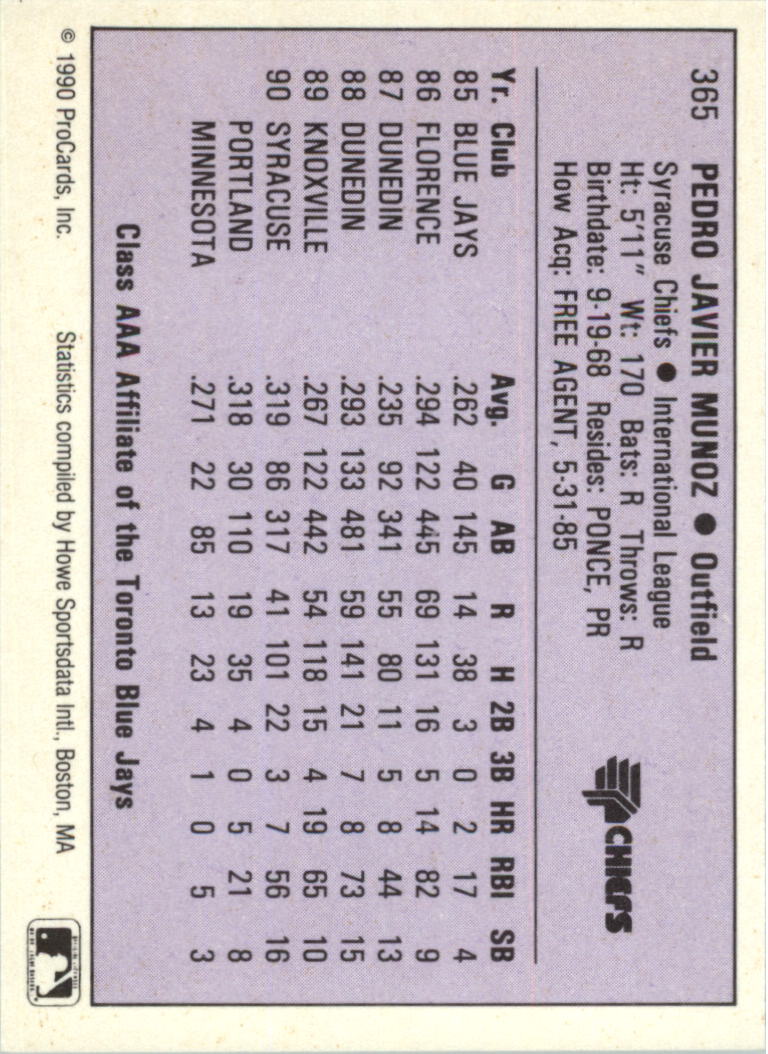 365 PEDRO JAVIER MUNOZ ● Outfield
Syracuse Chiefs ● International League
Ht: 5'11" Wt: 170 Bats: R Throws: R
Birthdate: 9-19-68 Resides: PONCE, PR
How Acq: FREE AGENT, 5-31-85
CHIEFS
Yr. Club Avg. G AB R H 2B 3B HR RBI SB
85 BLUE JAYS .262 40 145 14 38 3 0 2 17 4
86 FLORENCE .294 122 445 69 131 16 5 14 82 9
87 DUNEDIN .235 92 341 55 80 11 5 8 44 13
88 DUNEDIN .293 133 481 59 141 21 7 8 73 15
89 KNOXVILLE .267 122 442 54 118 15 4 19 65 10
90 SYRACUSE .319 86 317 41 101 22 3 7 56 16
PORTLAND .318 30 110 19 35 4 0 5 21 8
MINNESOTA .271 22 85 13 23 4 1 0 5 3
Class AAA Affiliate of the Toronto Blue Jays
© 1990 ProCards, Inc. Statistics compiled by Howe Sportsdata Intl., Boston, MA